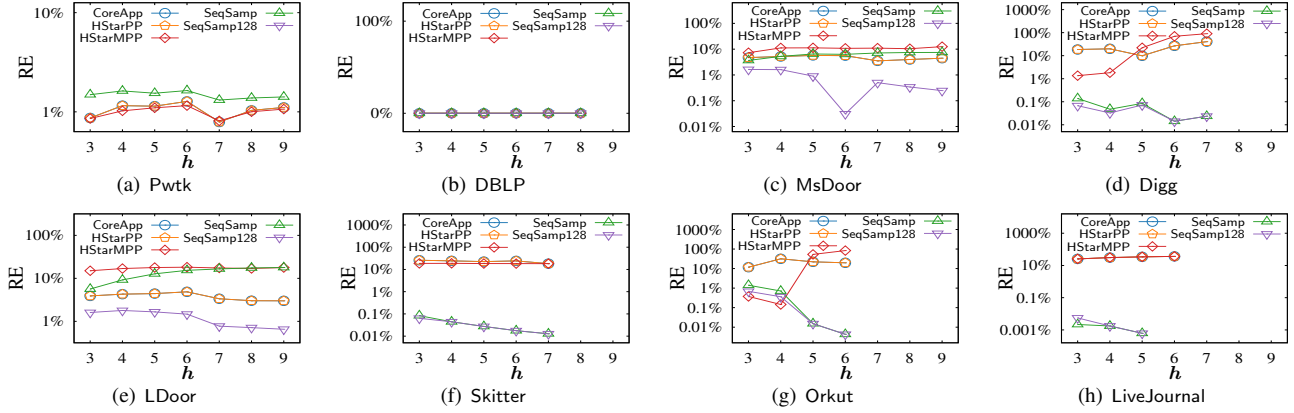 CoreApp SeqSamp
HStarPP SeqSamp128
HStarMPP
RE
10%
1%
3 4 5 6 7 8 9
h
(a) Pwtk
CoreApp SeqSamp
HStarPP SeqSamp128
HStarMPP
RE
100%
0%
3 4 5 6 7 8 9
h
(b) DBLP
CoreApp SeqSamp
HStarPP SeqSamp128
HStarMPP
RE
1000%
100%
10%
1%
0.1%
0.01%
3 4 5 6 7 8 9
h
(c) MsDoor
CoreApp SeqSamp
HStarPP SeqSamp128
HStarMPP
RE
1000%
100%
10%
1%
0.1%
0.01%
3 4 5 6 7 8 9
h
(d) Digg
CoreApp SeqSamp
HStarPP SeqSamp128
HStarMPP
RE
100%
10%
1%
3 4 5 6 7 8 9
h
(e) LDoor
CoreApp SeqSamp
HStarPP SeqSamp128
HStarMPP
RE
1000%
100%
10%
1%
0.1%
0.01%
3 4 5 6 7 8 9
h
(f) Skitter
CoreApp SeqSamp
HStarPP SeqSamp128
HStarMPP
RE
1000%
100%
10%
1%
0.1%
0.01%
3 4 5 6 7 8 9
h
(g) Orkut
CoreApp SeqSamp
HStarPP SeqSamp128
HStarMPP
RE
1000%
10%
0.1%
0.001%
3 4 5 6 7 8 9
h
(h) LiveJournal